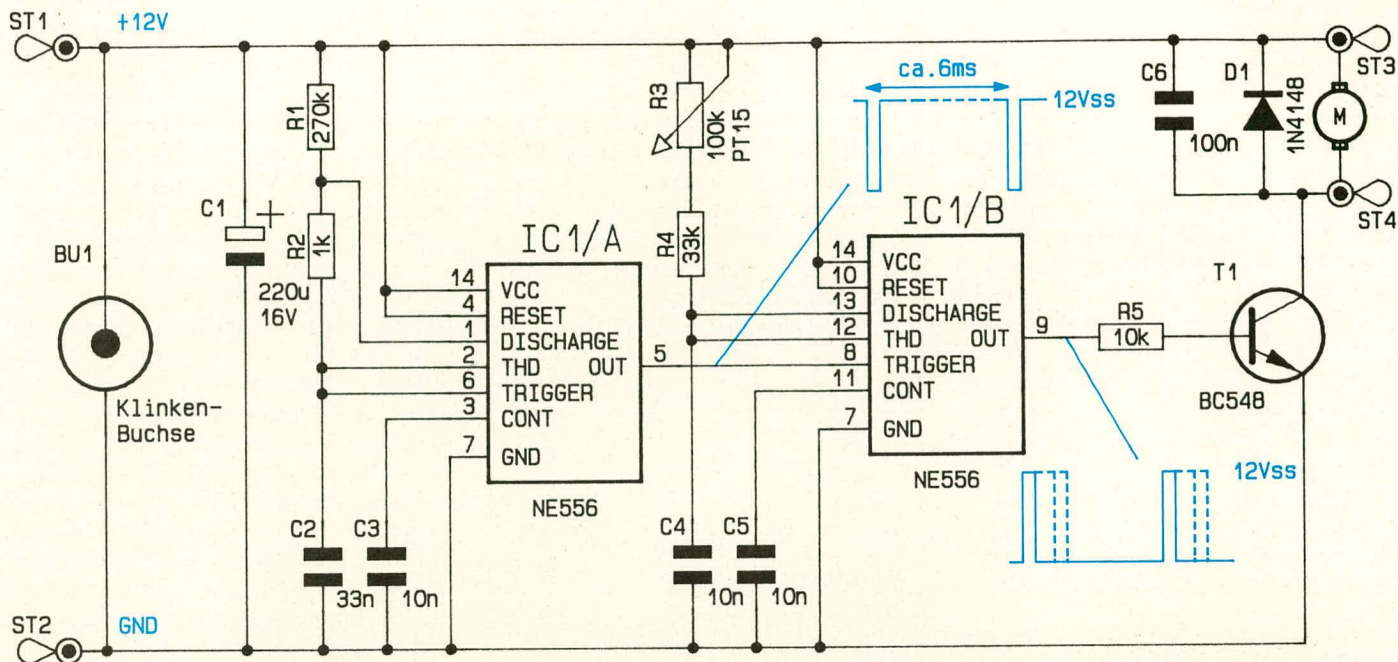 ST1
+12V
ST3
ca.6ms
12Vss
C6
D1
1N4148
M
100n
ST4
R1
270k
R3
100k
PT15
C1
+
R2
1k
R4
33k
BU1
220u
16V
IC1/A
IC1/B
14 VCC
4 RESET
1 DISCHARGE
2 THD OUT 5
6 TRIGGER
3 CONT
7 GND
NE556
14 VCC
10 RESET
13 DISCHARGE
12 THD OUT 9
8 TRIGGER
11 CONT
7 GND
NE556
R5
10k
T1
BC548
Klinken-
Buchse
12Vss
C2
33n
C3
10n
C4
10n
C5
10n
ST2
GND